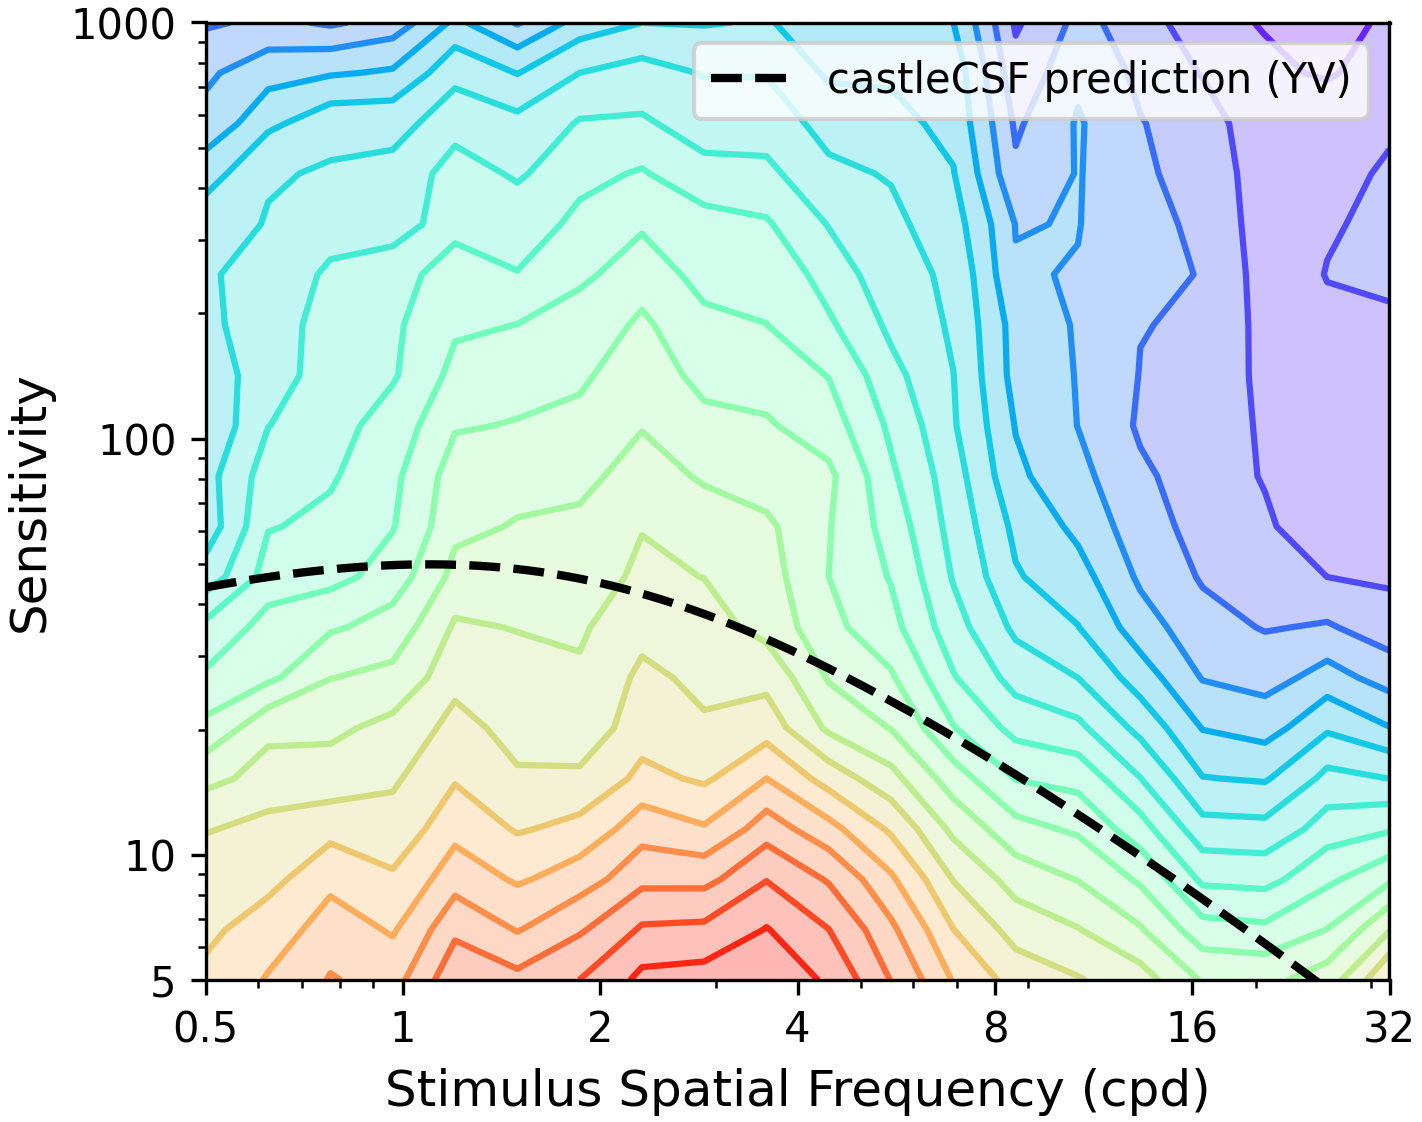 1000
castleCSF prediction (YV)
Sensitivity
100
10
5
0.5 1 2 4 8 16 32
Stimulus Spatial Frequency (cpd)